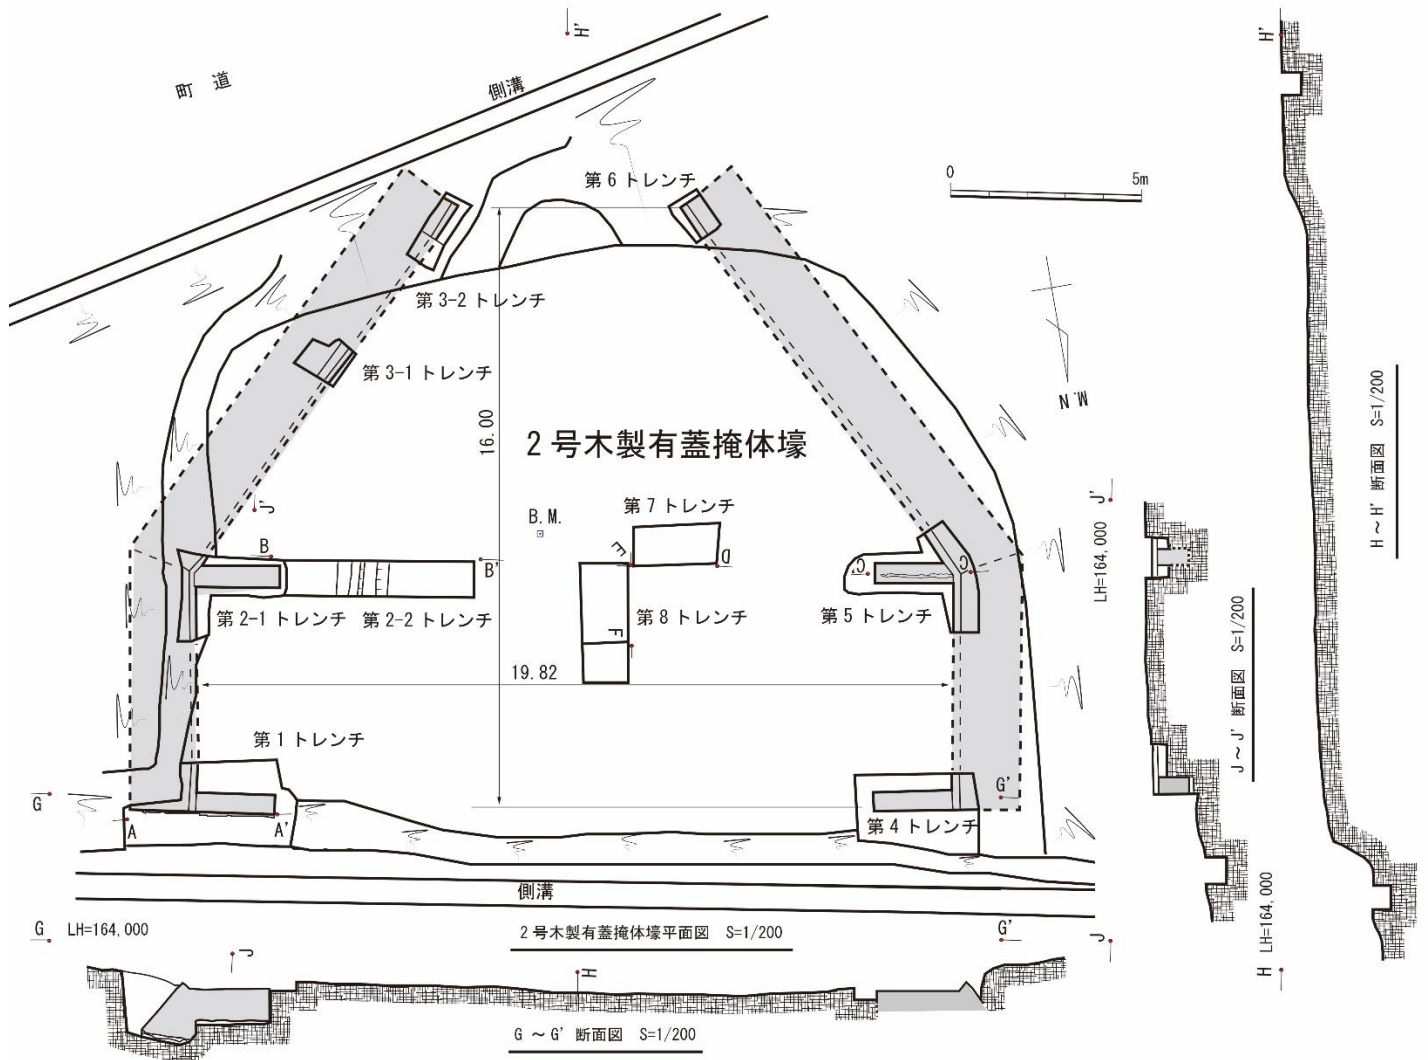 H'
H'
町 道
側溝
第 6 トレンチ
0
5m
第 3-2 トレンチ
第 3-1 トレンチ
M.N
16.00
2 号木製有蓋掩体壕
H ～ H' 断面図 S=1/200
J'
J'
第 7 トレンチ
B.M.
B
B'
E
D
C'
C
LH=164,000
第 2-1 トレンチ
第 2-2 トレンチ
F
第 8 トレンチ
第 5 トレンチ
19.82
J ～ J' 断面図 S=1/200
第 1 トレンチ
G
G'
A
A'
第 4 トレンチ
側溝
LH=164,000
G
LH=164,000
2 号木製有蓋掩体壕平面図 S=1/200
G'
J
J
H
H
G ～ G' 断面図 S=1/200